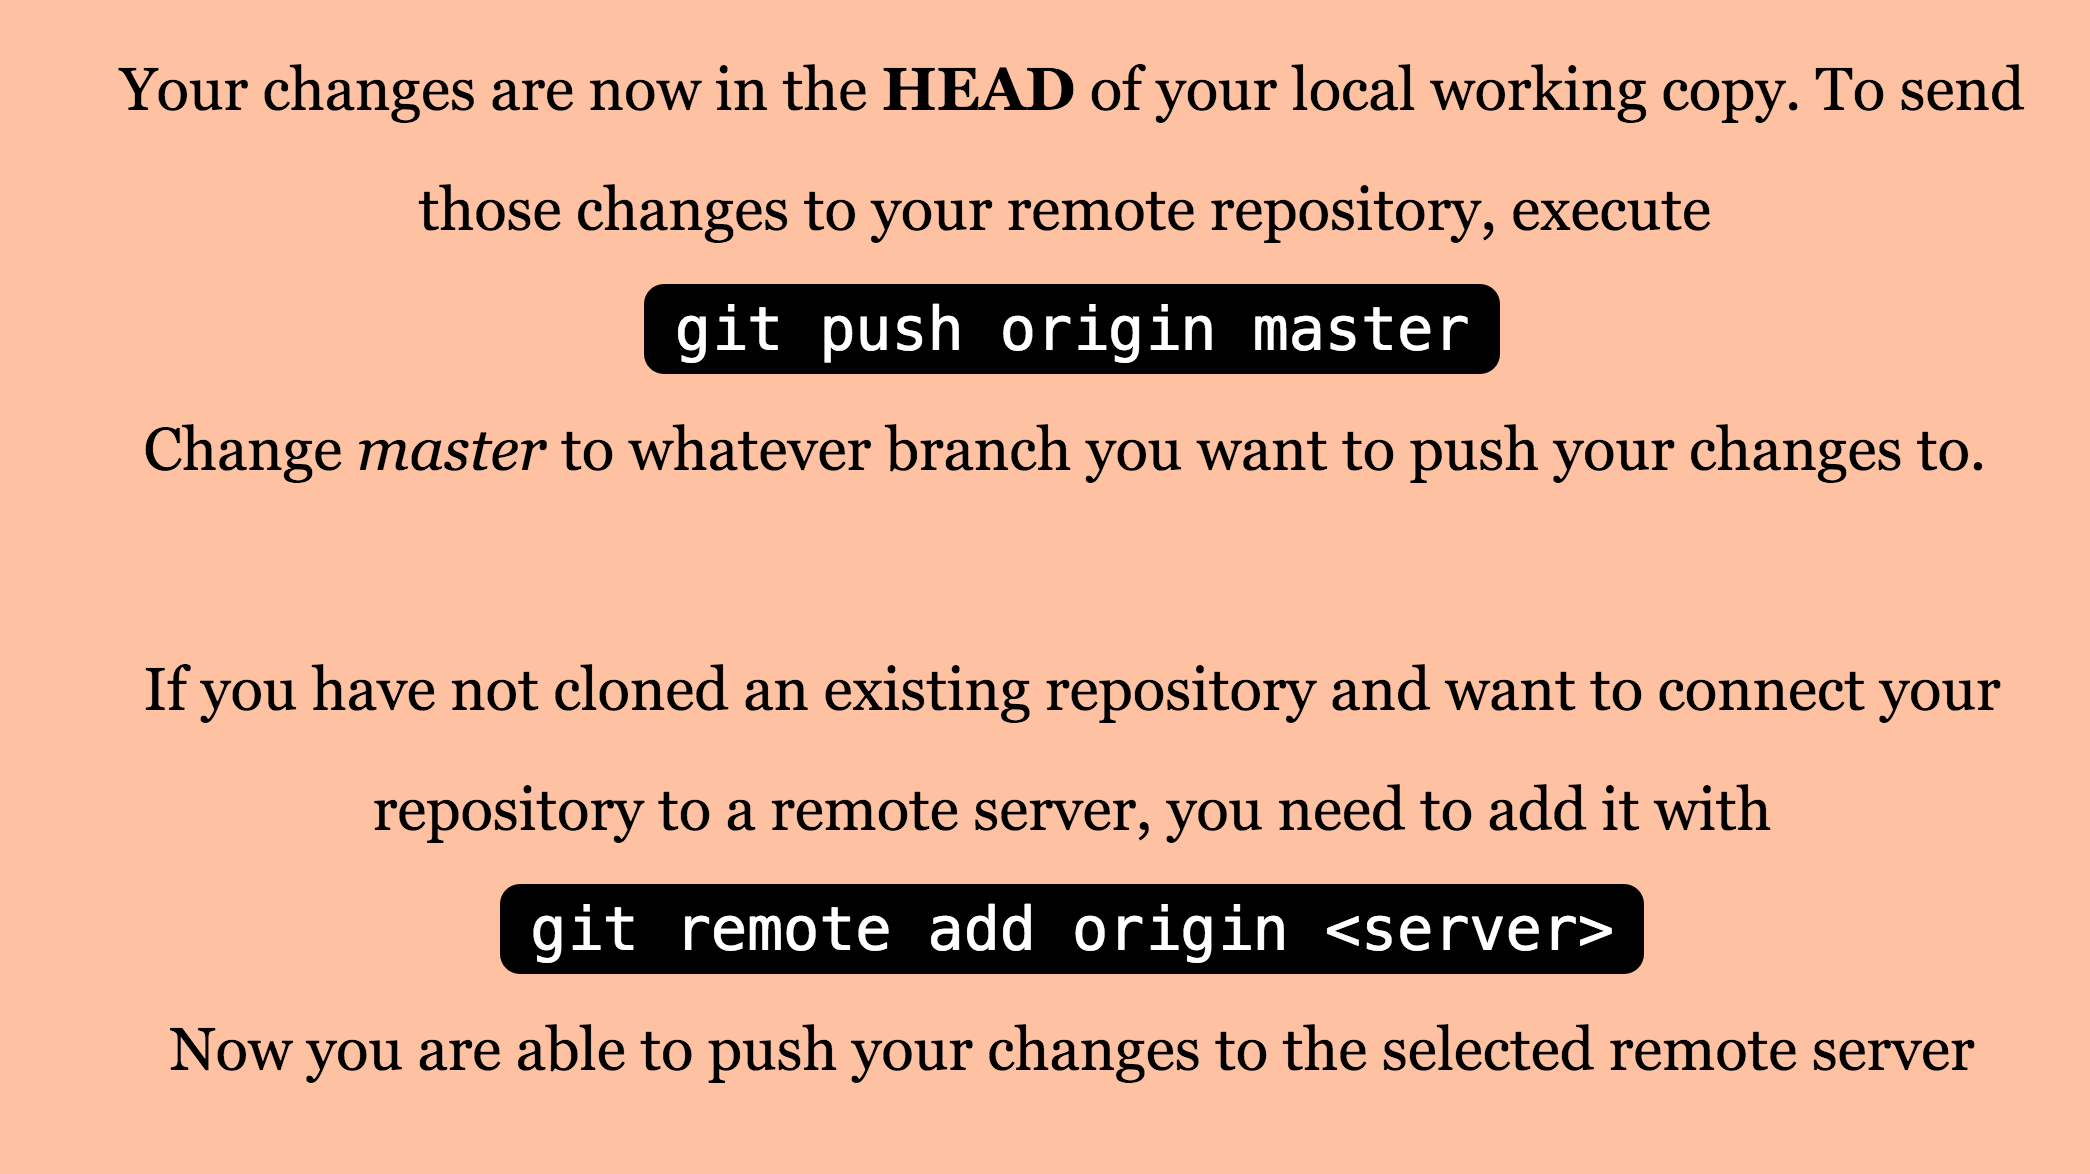 Your changes are now in the HEAD of your local working copy. To send
those changes to your remote repository, execute
git push origin master
Change master to whatever branch you want to push your changes to.
If you have not cloned an existing repository and want to connect your
repository to a remote server, you need to add it with
git remote add origin <server>
Now you are able to push your changes to the selected remote server